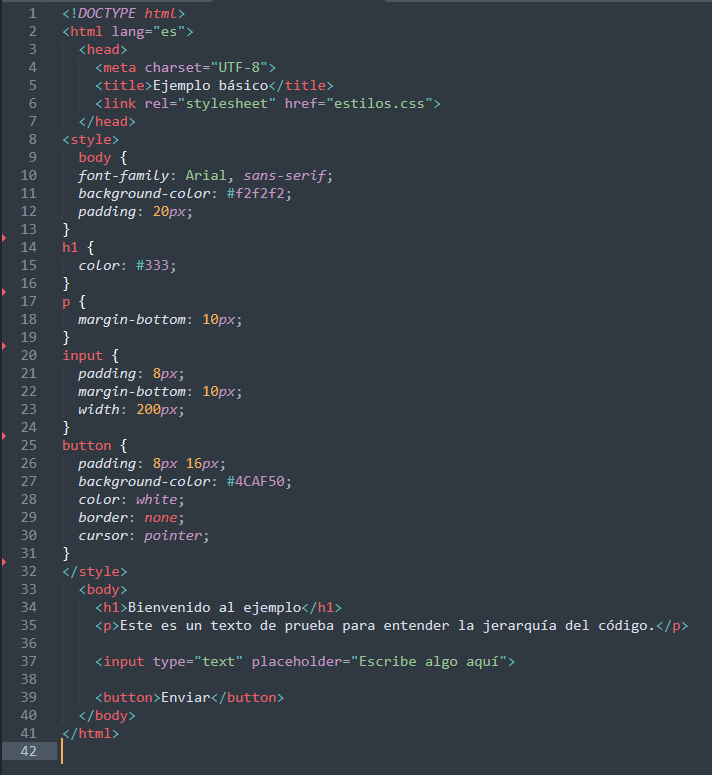 1 <!DOCTYPE html>
2 <html lang="es">
3   <head>
4     <meta charset="UTF-8">
5     <title>Ejemplo básico</title>
6     <link rel="stylesheet" href="estilos.css">
7   </head>
8 <style>
9   body {
10   font-family: Arial, sans-serif;
11   background-color: #f2f2f2;
12   padding: 20px;
13 }
14 h1 {
15   color: #333;
16 }
17 p {
18   margin-bottom: 10px;
19 }
20 input {
21   padding: 8px;
22   margin-bottom: 10px;
23   width: 200px;
24 }
25 button {
26   padding: 8px 16px;
27   background-color: #4CAF50;
28   color: white;
29   border: none;
30   cursor: pointer;
31 }
32 </style>
33   <body>
34     <h1>Bienvenido al ejemplo</h1>
35     <p>Este es un texto de prueba para entender la jerarquía del código.</p>
36
37     <input type="text" placeholder="Escribe algo aquí">
38
39     <button>Enviar</button>
40   </body>
41 </html>
42